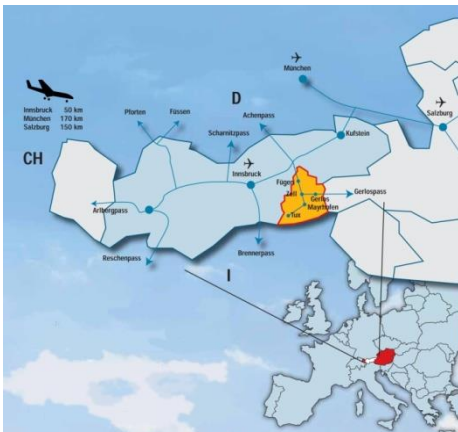 München
Innsbruck 50 km
München 170 km
Salzburg 150 km
D
Salzburg
Pforten
Füssen
Achenpass
Scharnitzpass
Kufstein
CH
Innsbruck
Fügen
Zell
Gerlos
Gerlospass
Mayrhofen
Tux
Arlbergpass
Reschenpass
Brennerpass
I